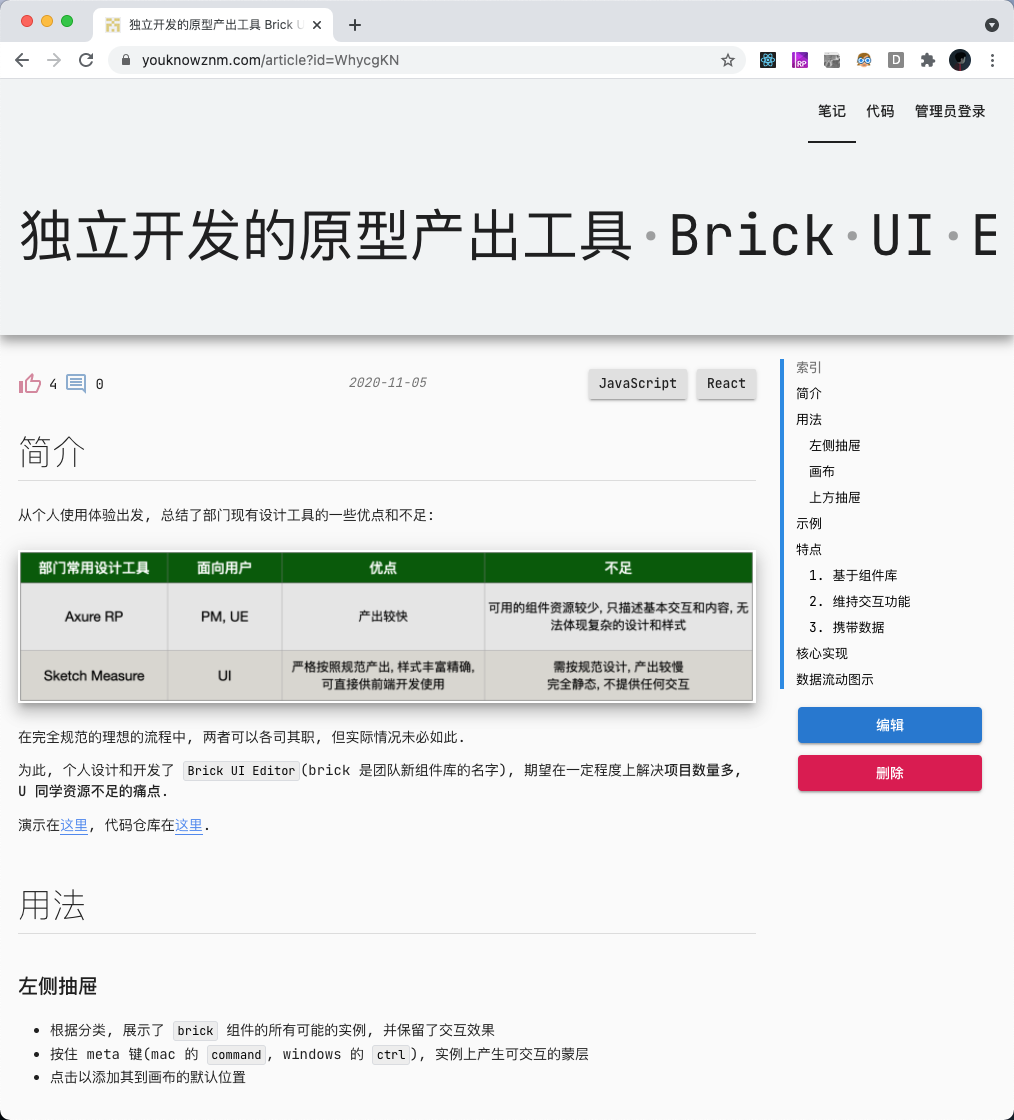 独立开发的原型产出工具 Brick U
youknowznm.com/article?id=WhycgKN
RP
D
笔记 代码 管理员登录
独立开发的原型产出工具·Brick·UI·E
4 0 2020-11-05 JavaScript React
简介
从个人使用体验出发, 总结了部门现有设计工具的一些优点和不足:
部门常用设计工具 面向用户 优点 不足
Axure RP PM, UE 产出较快 可用的组件资源较少, 只描述基本交互和内容, 无
法体现复杂的设计和样式
Sketch Measure UI 严格按照规范产出, 样式丰富精确,
可直接供前端开发使用
需按规范设计, 产出较慢
完全静态, 不提供任何交互
在完全规范的理想的流程中, 两者可以各司其职, 但实际情况未必如此.
为此, 个人设计和开发了 Brick UI Editor(brick 是团队新组件库的名字), 期望在一定程度上解决项目数量多,
U 同学资源不足的痛点.
演示在这里, 代码仓库在这里.
用法
左侧抽屉
根据分类, 展示了 brick 组件的所有可能的实例, 并保留了交互效果
按住 meta 键(mac 的 command, windows 的 ctrl), 实例上产生可交互的蒙层
点击以添加其到画布的默认位置
索引
简介
用法
左侧抽屉
画布
上方抽屉
示例
特点
1. 基于组件库
2. 维持交互功能
3. 携带数据
核心实现
数据流动图示
编辑
删除